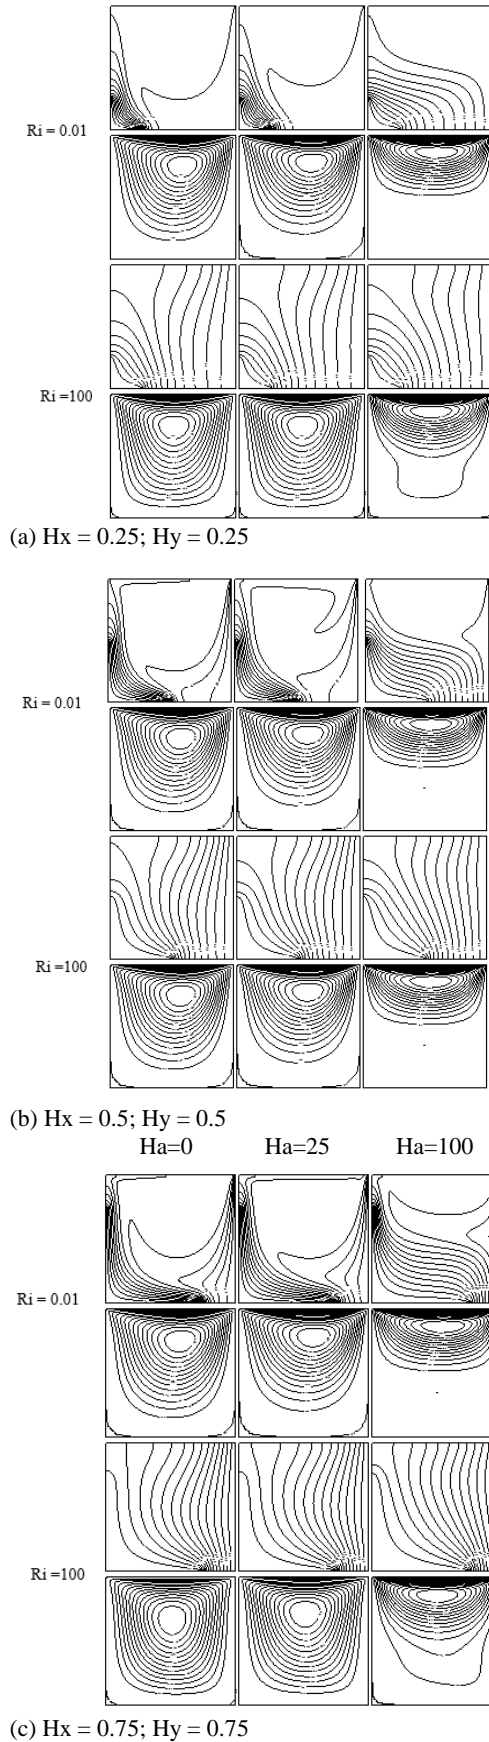 Ri = 0.01
Ri =100
(a) Hx = 0.25; Hy = 0.25
Ri = 0.01
Ri =100
(b) Hx = 0.5; Hy = 0.5
Ha=0 Ha=25 Ha=100
Ri = 0.01
Ri =100
(c) Hx = 0.75; Hy = 0.75